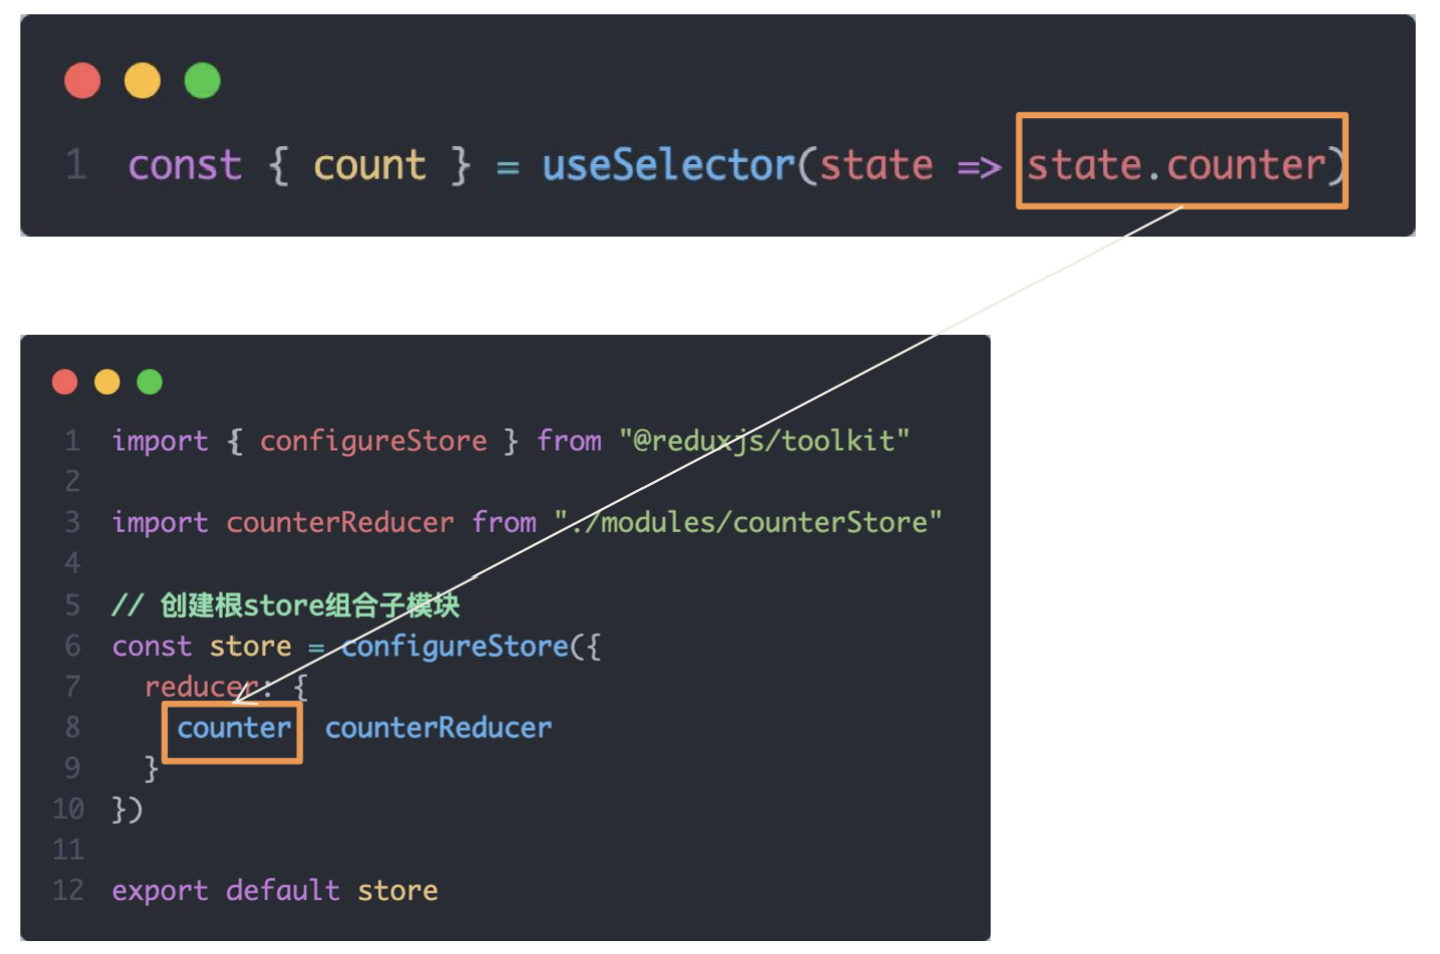 1 const { count } = useSelector(state => state.counter)
1 import { configureStore } from "@reduxjs/toolkit"
2
3 import counterReducer from "./modules/counterStore"
4
5 // 创建根store组合子模块
6 const store = configureStore({
7 reducer: {
8 counter counterReducer
9 }
10 })
11
12 export default store